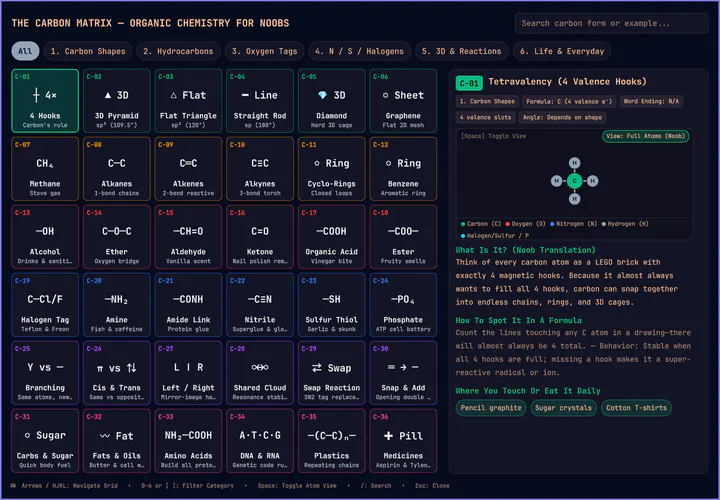 THE CARBON MATRIX — ORGANIC CHEMISTRY FOR NOOBS
Search carbon form or example...
All
1. Carbon Shapes
2. Hydrocarbons
3. Oxygen Tags
4. N / S / Halogens
5. 3D & Reactions
6. Life & Everyday
C-01
┼ 4×
4 Hooks
Carbon's rule
C-02
▲ 3D
3D Pyramid
sp³ (109.5°)
C-03
△ Flat
Flat Triangle
sp² (120°)
C-04
━ Line
Straight Rod
sp (180°)
C-05
💎 3D
Diamond
Hard 3D cage
C-06
⬡ Sheet
Graphene
Flat 2D mesh
C-07
CH₄
Methane
Stove gas
C-08
C─C
Alkanes
1-bond chains
C-09
C═C
Alkenes
2-bond reactive
C-10
C≡C
Alkynes
3-bond torch
C-11
⬠ Ring
Cyclo-Rings
Closed loops
C-12
⬡ Ring
Benzene
Aromatic ring
C-13
─OH
Alcohol
Drinks & saniti…
C-14
C─O─C
Ether
Oxygen bridge
C-15
─CH=O
Aldehyde
Vanilla scent
C-16
C=O
Ketone
Nail polish rem…
C-17
─COOH
Organic Acid
Vinegar bite
C-18
─COO─
Ester
Fruity smells
C-19
C─Cl/F
Halogen Tag
Teflon & Freon
C-20
─NH₂
Amine
Fish & caffeine
C-21
─CONH
Amide Link
Protein glue
C-22
─C≡N
Nitrile
Superglue & glo…
C-23
─SH
Sulfur Thiol
Garlic & skunk
C-24
─PO₄
Phosphate
ATP cell battery
C-25
Y vs ─
Branching
Same atoms, new…
C-26
⇈ vs ⇅
Cis & Trans
Same vs opposit…
C-27
L | R
Left / Right
Mirror-image ha…
C-28
Shared Cloud
Resonance stabi…
C-29
⇄ Swap
Swap Reaction
SN2 tag replace…
C-30
═ → ─
Snap & Add
Opening double …
C-31
⬡ Sugar
Carbs & Sugar
Quick body fuel
C-32
〰 Fat
Fats & Oils
Butter & cell m…
C-33
NH₂─COOH
Amino Acids
Build all prote…
C-34
A·T·C·G
DNA & RNA
Genetic code ru…
C-35
─(C─C)ₙ─
Plastics
Repeating chains
C-36
✚ Pill
Medicines
Aspirin & Tylen…
C-01
Tetravalency (4 Valence Hooks)
1. Carbon Shapes
Formula: C (4 valence e⁻)
Word Ending: N/A
4 valence slots
Angle: Depends on shape
[Space] Toggle View
View: Full Atoms (Noob)
H
H C H
H
Carbon (C)
Oxygen (O)
Nitrogen (N)
Hydrogen (H)
Halogen/Sulfur / P
What Is It? (Noob Translation)
Think of every carbon atom as a LEGO brick with
exactly 4 magnetic hooks. Because it almost always
wants to fill all 4 hooks, carbon can snap together
into endless chains, rings, and 3D cages.
How To Spot It In A Formula
Count the lines touching any C atom in a drawing—there
will almost always be 4 total. — Behavior: Stable when
all 4 hooks are full; missing a hook makes it a super-
reactive radical or ion.
Where You Touch Or Eat It Daily
Pencil graphite
Sugar crystals
Cotton T-shirts
Arrows / HJKL: Navigate Grid • 0-6 or [ ]: Filter Category • Space: Toggle Atom View • /: Search • Esc: Close